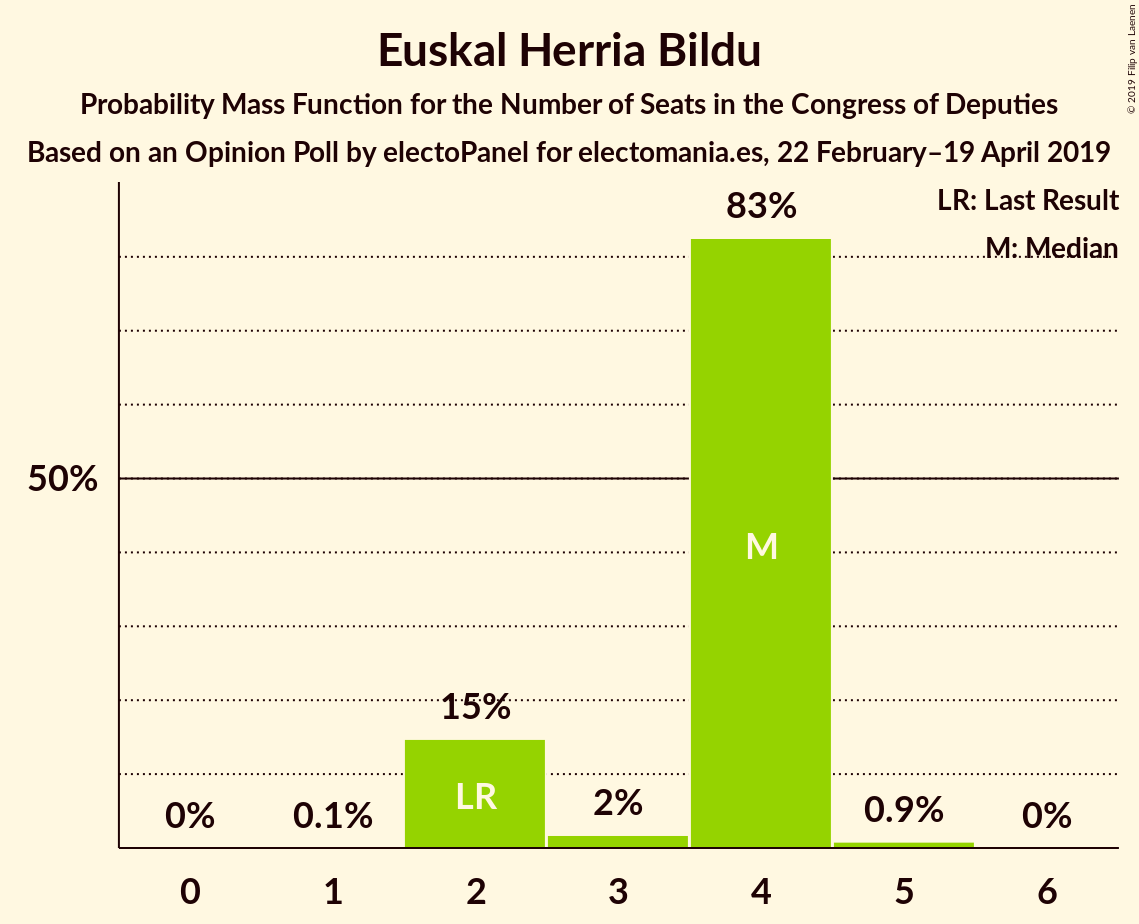 Euskal Herria Bildu
Probability Mass Function for the Number of Seats in the Congress of Deputies
Based on an Opinion Poll by electoPanel for electomania.es, 22 February–19 April 2019
© 2019 Filip van Laenen
LR: Last Result
M: Median
83%
50%
M
15%
LR
0%
0.1%
2%
0.9%
0%
0 1 2 3 4 5 6